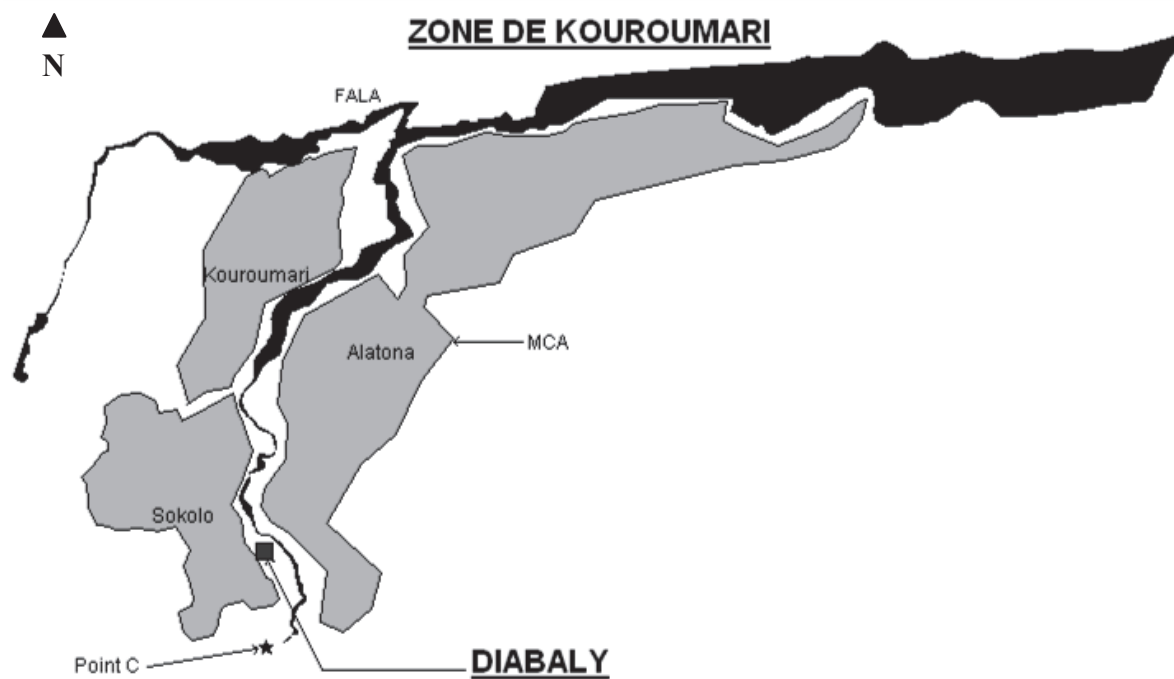 ZONE DE KOUROUMARI
N
FALA
Kouroumari
Alatona
MCA
Sokolo
Point C
DIABALY